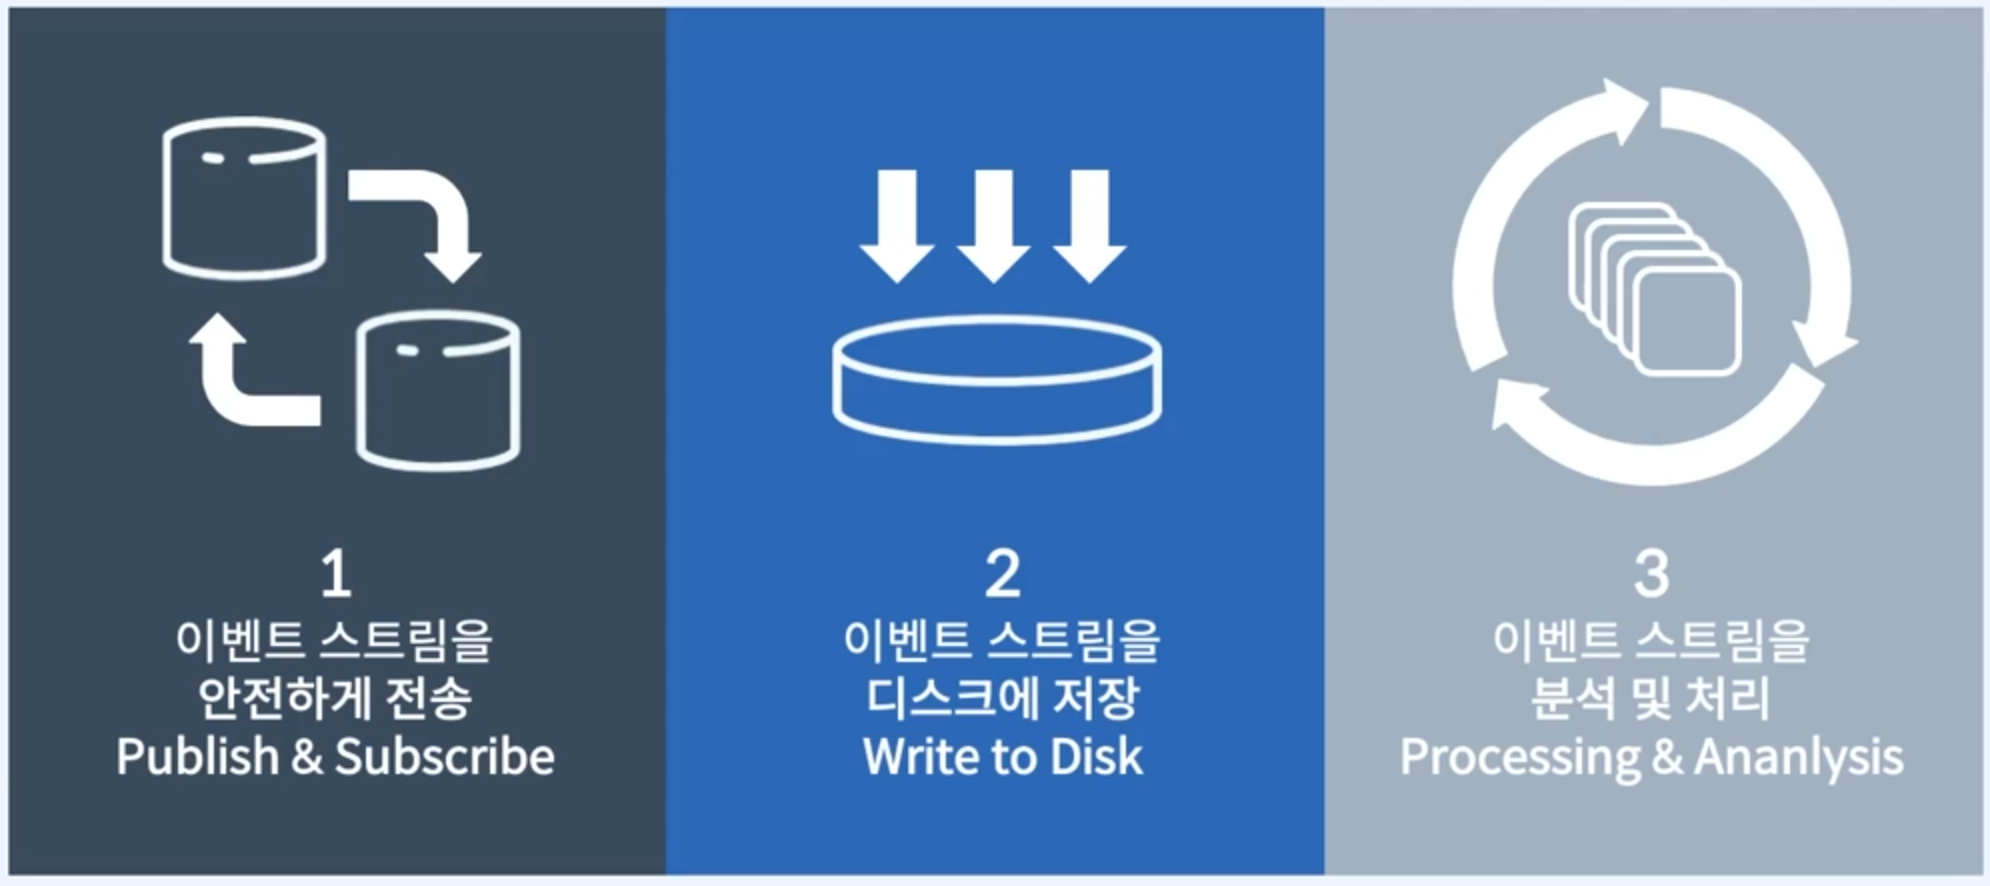 1
이벤트 스트림을
안전하게 전송
Publish & Subscribe
2
이벤트 스트림을
디스크에 저장
Write to Disk
3
이벤트 스트림을
분석 및 처리
Processing & Ananlysis